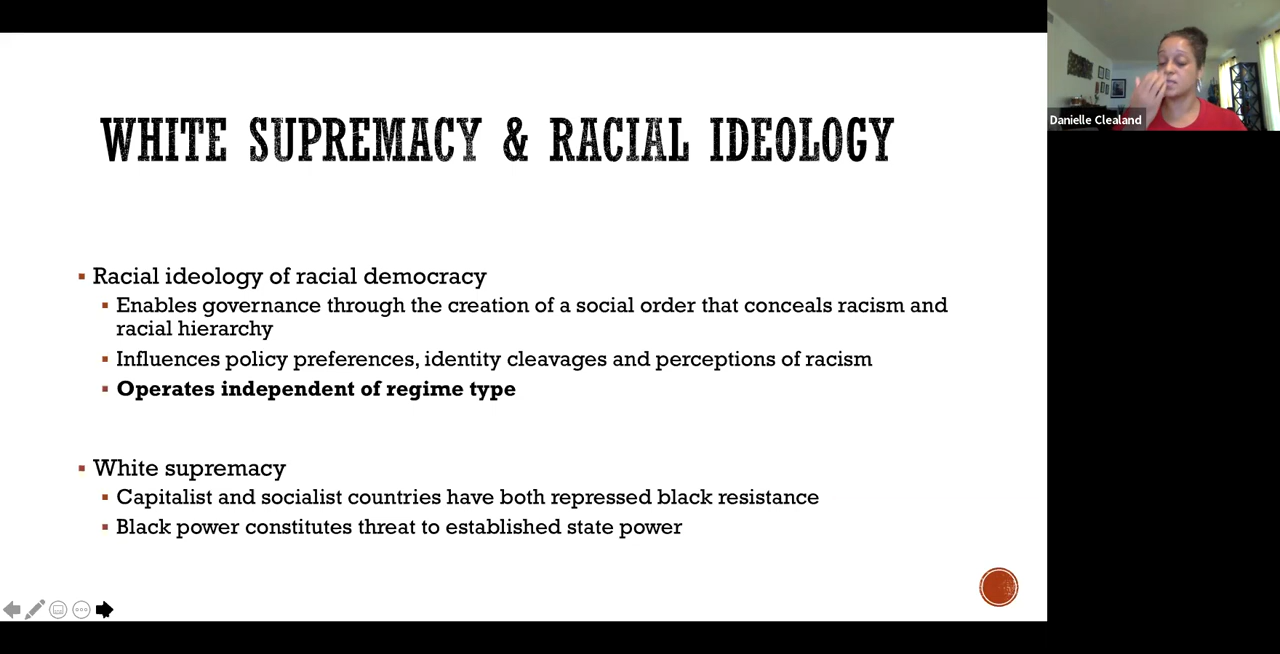 WHITE SUPREMACY & RACIAL IDEOLOGY
Danielle Clealand
Racial ideology of racial democracy
Enables governance through the creation of a social order that conceals racism and
racial hierarchy
Influences policy preferences, identity cleavages and perceptions of racism
Operates independent of regime type
White supremacy
Capitalist and socialist countries have both repressed black resistance
Black power constitutes threat to established state power